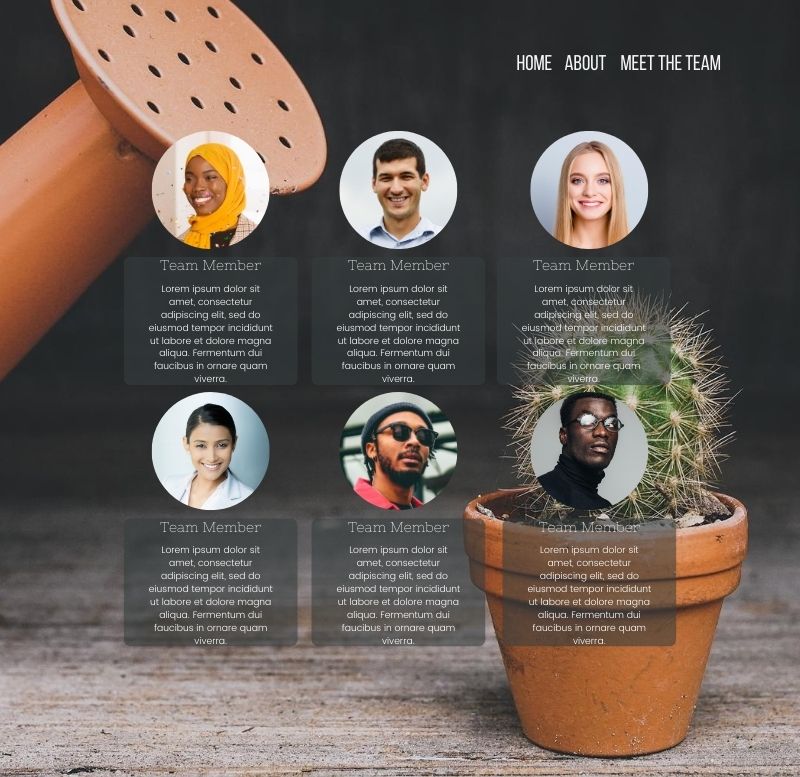 HOME ABOUT MEET THE TEAM
Team Member
Lorem ipsum dolor sit
amet, consectetur
adipiscing elit, sed do
eiusmod tempor incididunt
ut labore et dolore magna
aliqua. Fermentum dui
faucibus in ornare quam
viverra.
Team Member
Lorem ipsum dolor sit
amet, consectetur
adipiscing elit, sed do
eiusmod tempor incididunt
ut labore et dolore magna
aliqua. Fermentum dui
faucibus in ornare quam
viverra.
Team Member
Lorem ipsum dolor sit
amet, consectetur
adipiscing elit, sed do
eiusmod tempor incididunt
ut labore et dolore magna
aliqua. Fermentum dui
faucibus in ornare quam
viverra.
Team Member
Lorem ipsum dolor sit
amet, consectetur
adipiscing elit, sed do
eiusmod tempor incididunt
ut labore et dolore magna
aliqua. Fermentum dui
faucibus in ornare quam
viverra.
Team Member
Lorem ipsum dolor sit
amet, consectetur
adipiscing elit, sed do
eiusmod tempor incididunt
ut labore et dolore magna
aliqua. Fermentum dui
faucibus in ornare quam
viverra.
Team Member
Lorem ipsum dolor sit
amet, consectetur
adipiscing elit, sed do
eiusmod tempor incididunt
ut labore et dolore magna
aliqua. Fermentum dui
faucibus in ornare quam
viverra.